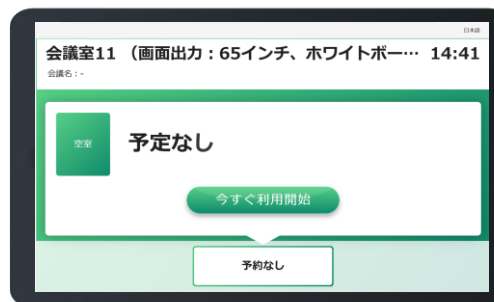 日本語
会議室11 （画面出力：65インチ、ホワイトボー… 14:41
会議名：-
空室
予定なし
今すぐ利用開始
予約なし